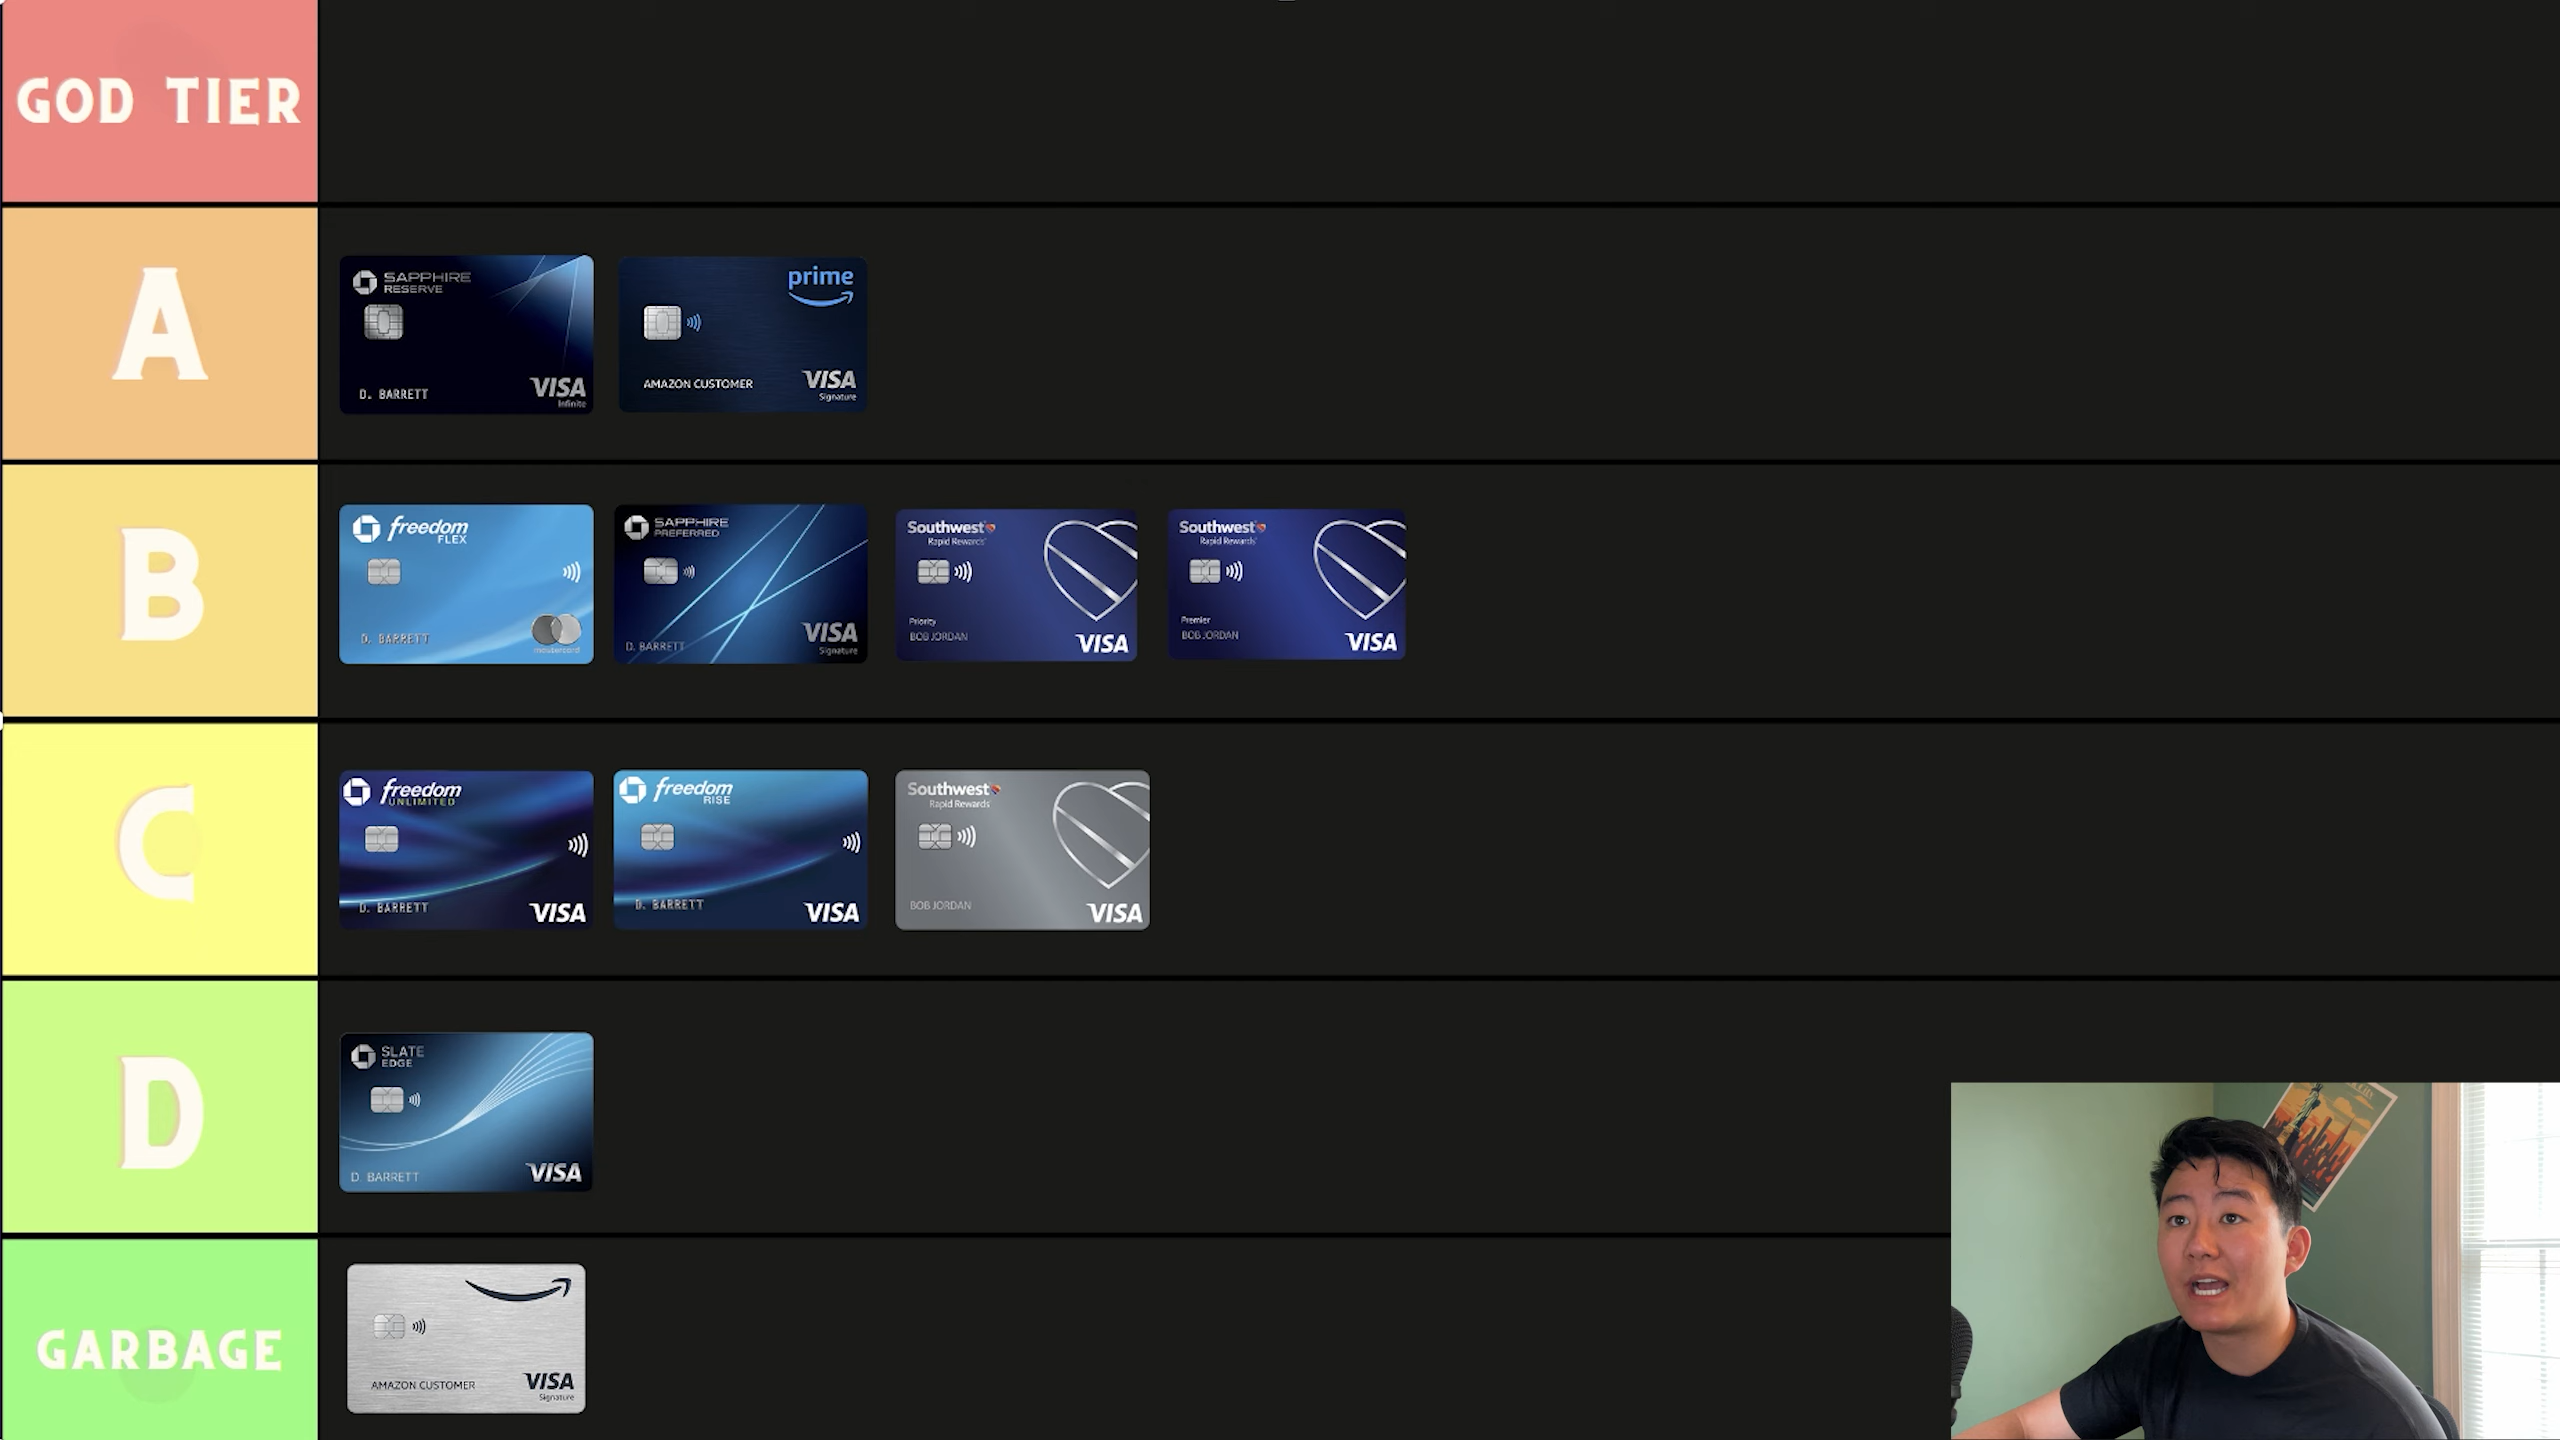 GOD TIER
A
SAPPHIRE
RESERVE
D. BARRETT
VISA
Infinite
prime
AMAZON CUSTOMER
VISA
Signature
B
freedom
FLEX
D. BARRETT
mastercard
SAPPHIRE
PREFERRED
D. BARRETT
VISA
Signature
Southwest
Rapid Rewards
Priority
BOB JORDAN
VISA
Southwest
Rapid Rewards
Premier
BOB JORDAN
VISA
C
freedom
UNLIMITED
D. BARRETT
VISA
freedom
RISE
D. BARRETT
VISA
Southwest
Rapid Rewards
BOB JORDAN
VISA
D
SLATE
EDGE
D. BARRETT
VISA
GARBAGE
AMAZON CUSTOMER
VISA
Signature